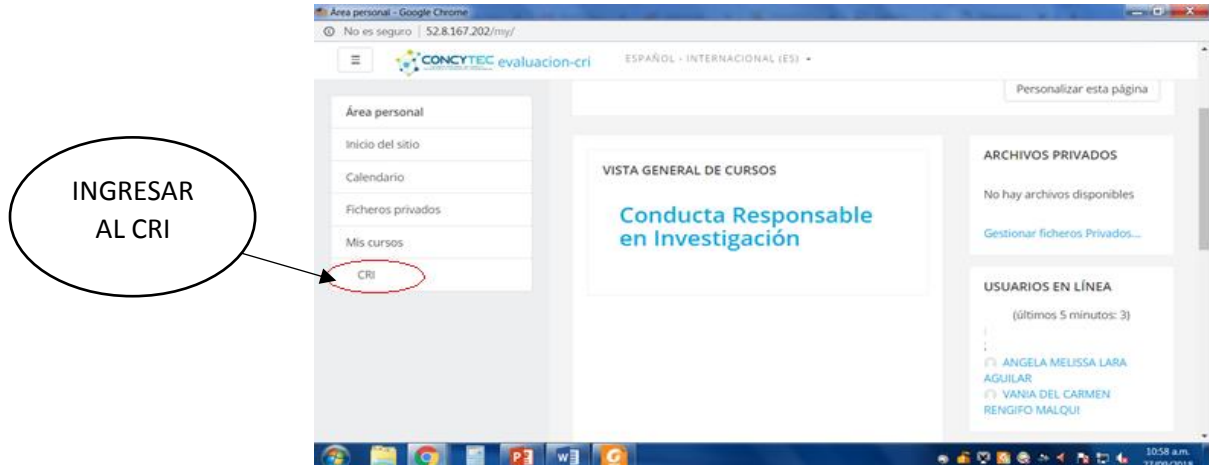 Área personal - Google Chrome
No es seguro | 52.8.167.202/my/
CONCYTEC evaluacion-cri
ESPAÑOL - INTERNACIONAL (ES)
Personalizar esta página
Área personal
Inicio del sitio
Calendario
Ficheros privados
Mis cursos
CRI
INGRESAR
AL CRI
VISTA GENERAL DE CURSOS
Conducta Responsable
en Investigación
ARCHIVOS PRIVADOS
No hay archivos disponibles
Gestionar ficheros Privados...
USUARIOS EN LÍNEA
(últimos 5 minutos: 3)
ANGELA MELISSA LARA
AGUILAR
VANIA DEL CARMEN
RENGIFO MALQUI
10:58 a.m.